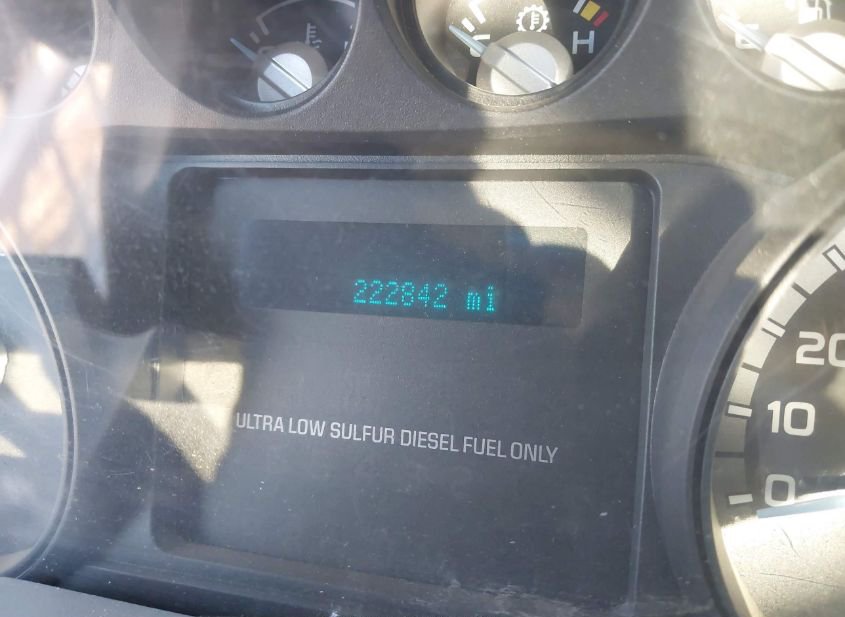 H
E
222842 mi
ULTRA LOW SULFUR DIESEL FUEL ONLY
20
10
0